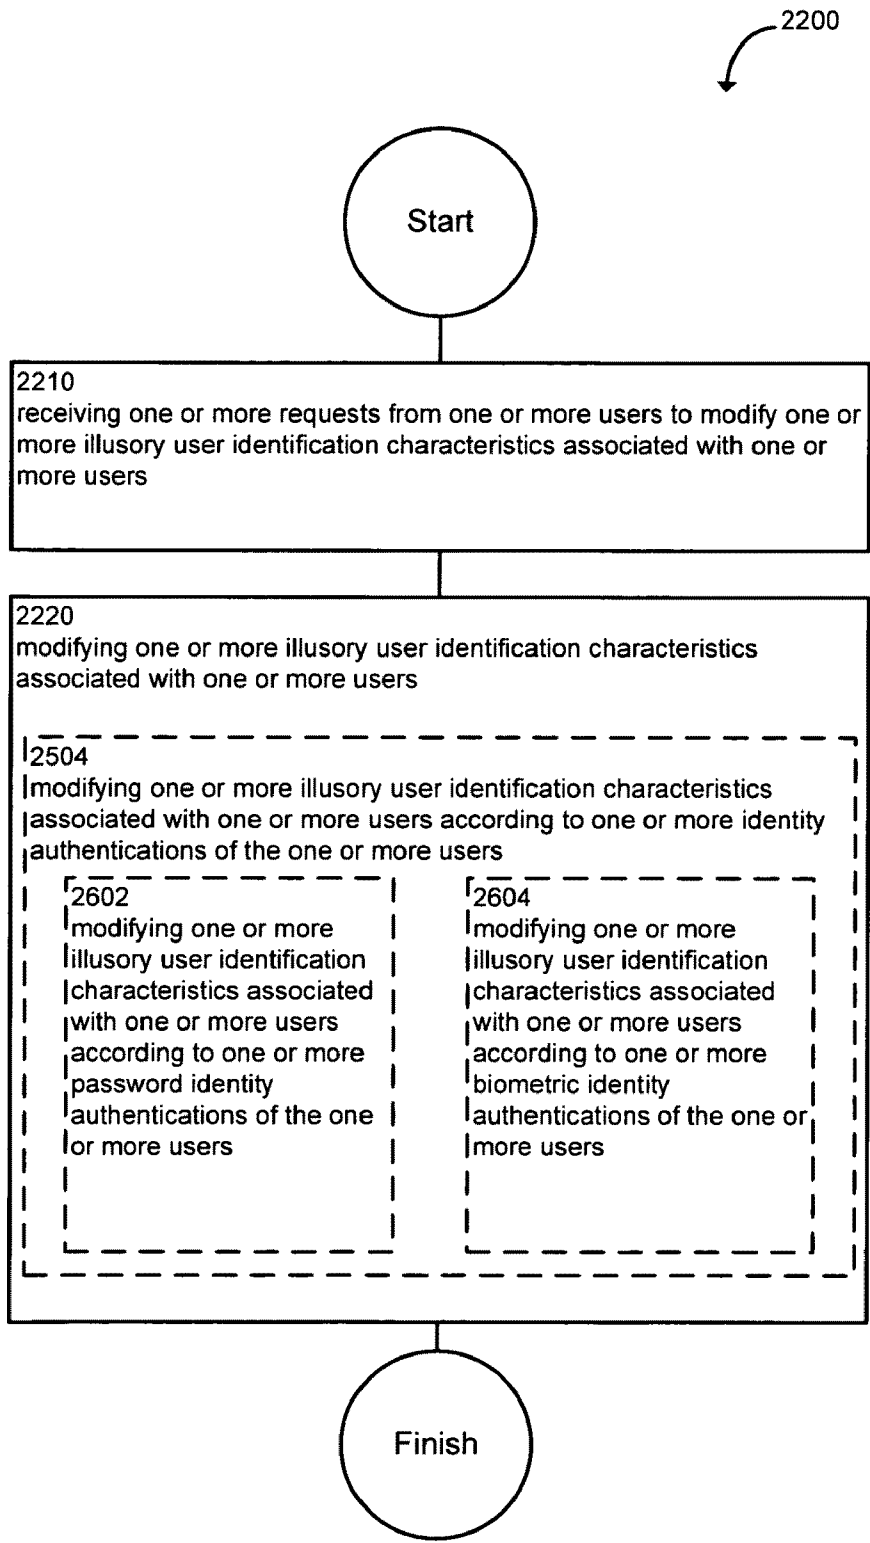 2200
Start
2210
receiving one or more requests from one or more users to modify one or
more illusory user identification characteristics associated with one or
more users
2220
modifying one or more illusory user identification characteristics
associated with one or more users
2504
modifying one or more illusory user identification characteristics
associated with one or more users according to one or more identity
authentications of the one or more users
2602
modifying one or more
illusory user identification
characteristics associated
with one or more users
according to one or more
password identity
authentications of the one
or more users
2604
modifying one or more
illusory user identification
characteristics associated
with one or more users
according to one or more
biometric identity
authentications of the one or
more users
Finish